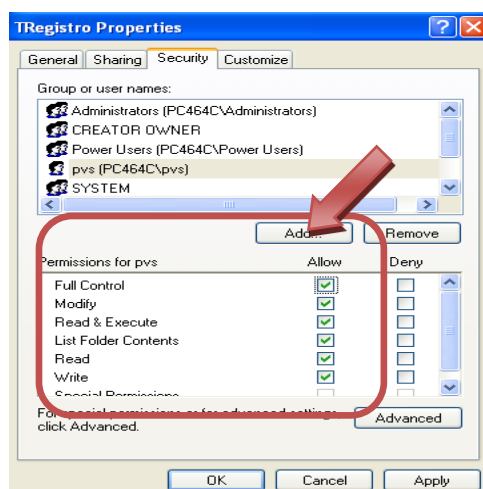 TRegistro Properties
General Sharing Security Customize
Group or user names:
Administrators (PC464C\Administrators)
CREATOR OWNER
Power Users (PC464C\Power Users)
pvs (PC464C\pvs)
SYSTEM
Add... Remove
Permissions for pvs Allow Deny
Full Control
Modify
Read & Execute
List Folder Contents
Read
Write
Special Permissions
For special permissions or for advanced settings, Advanced
click Advanced.
OK Cancel Apply